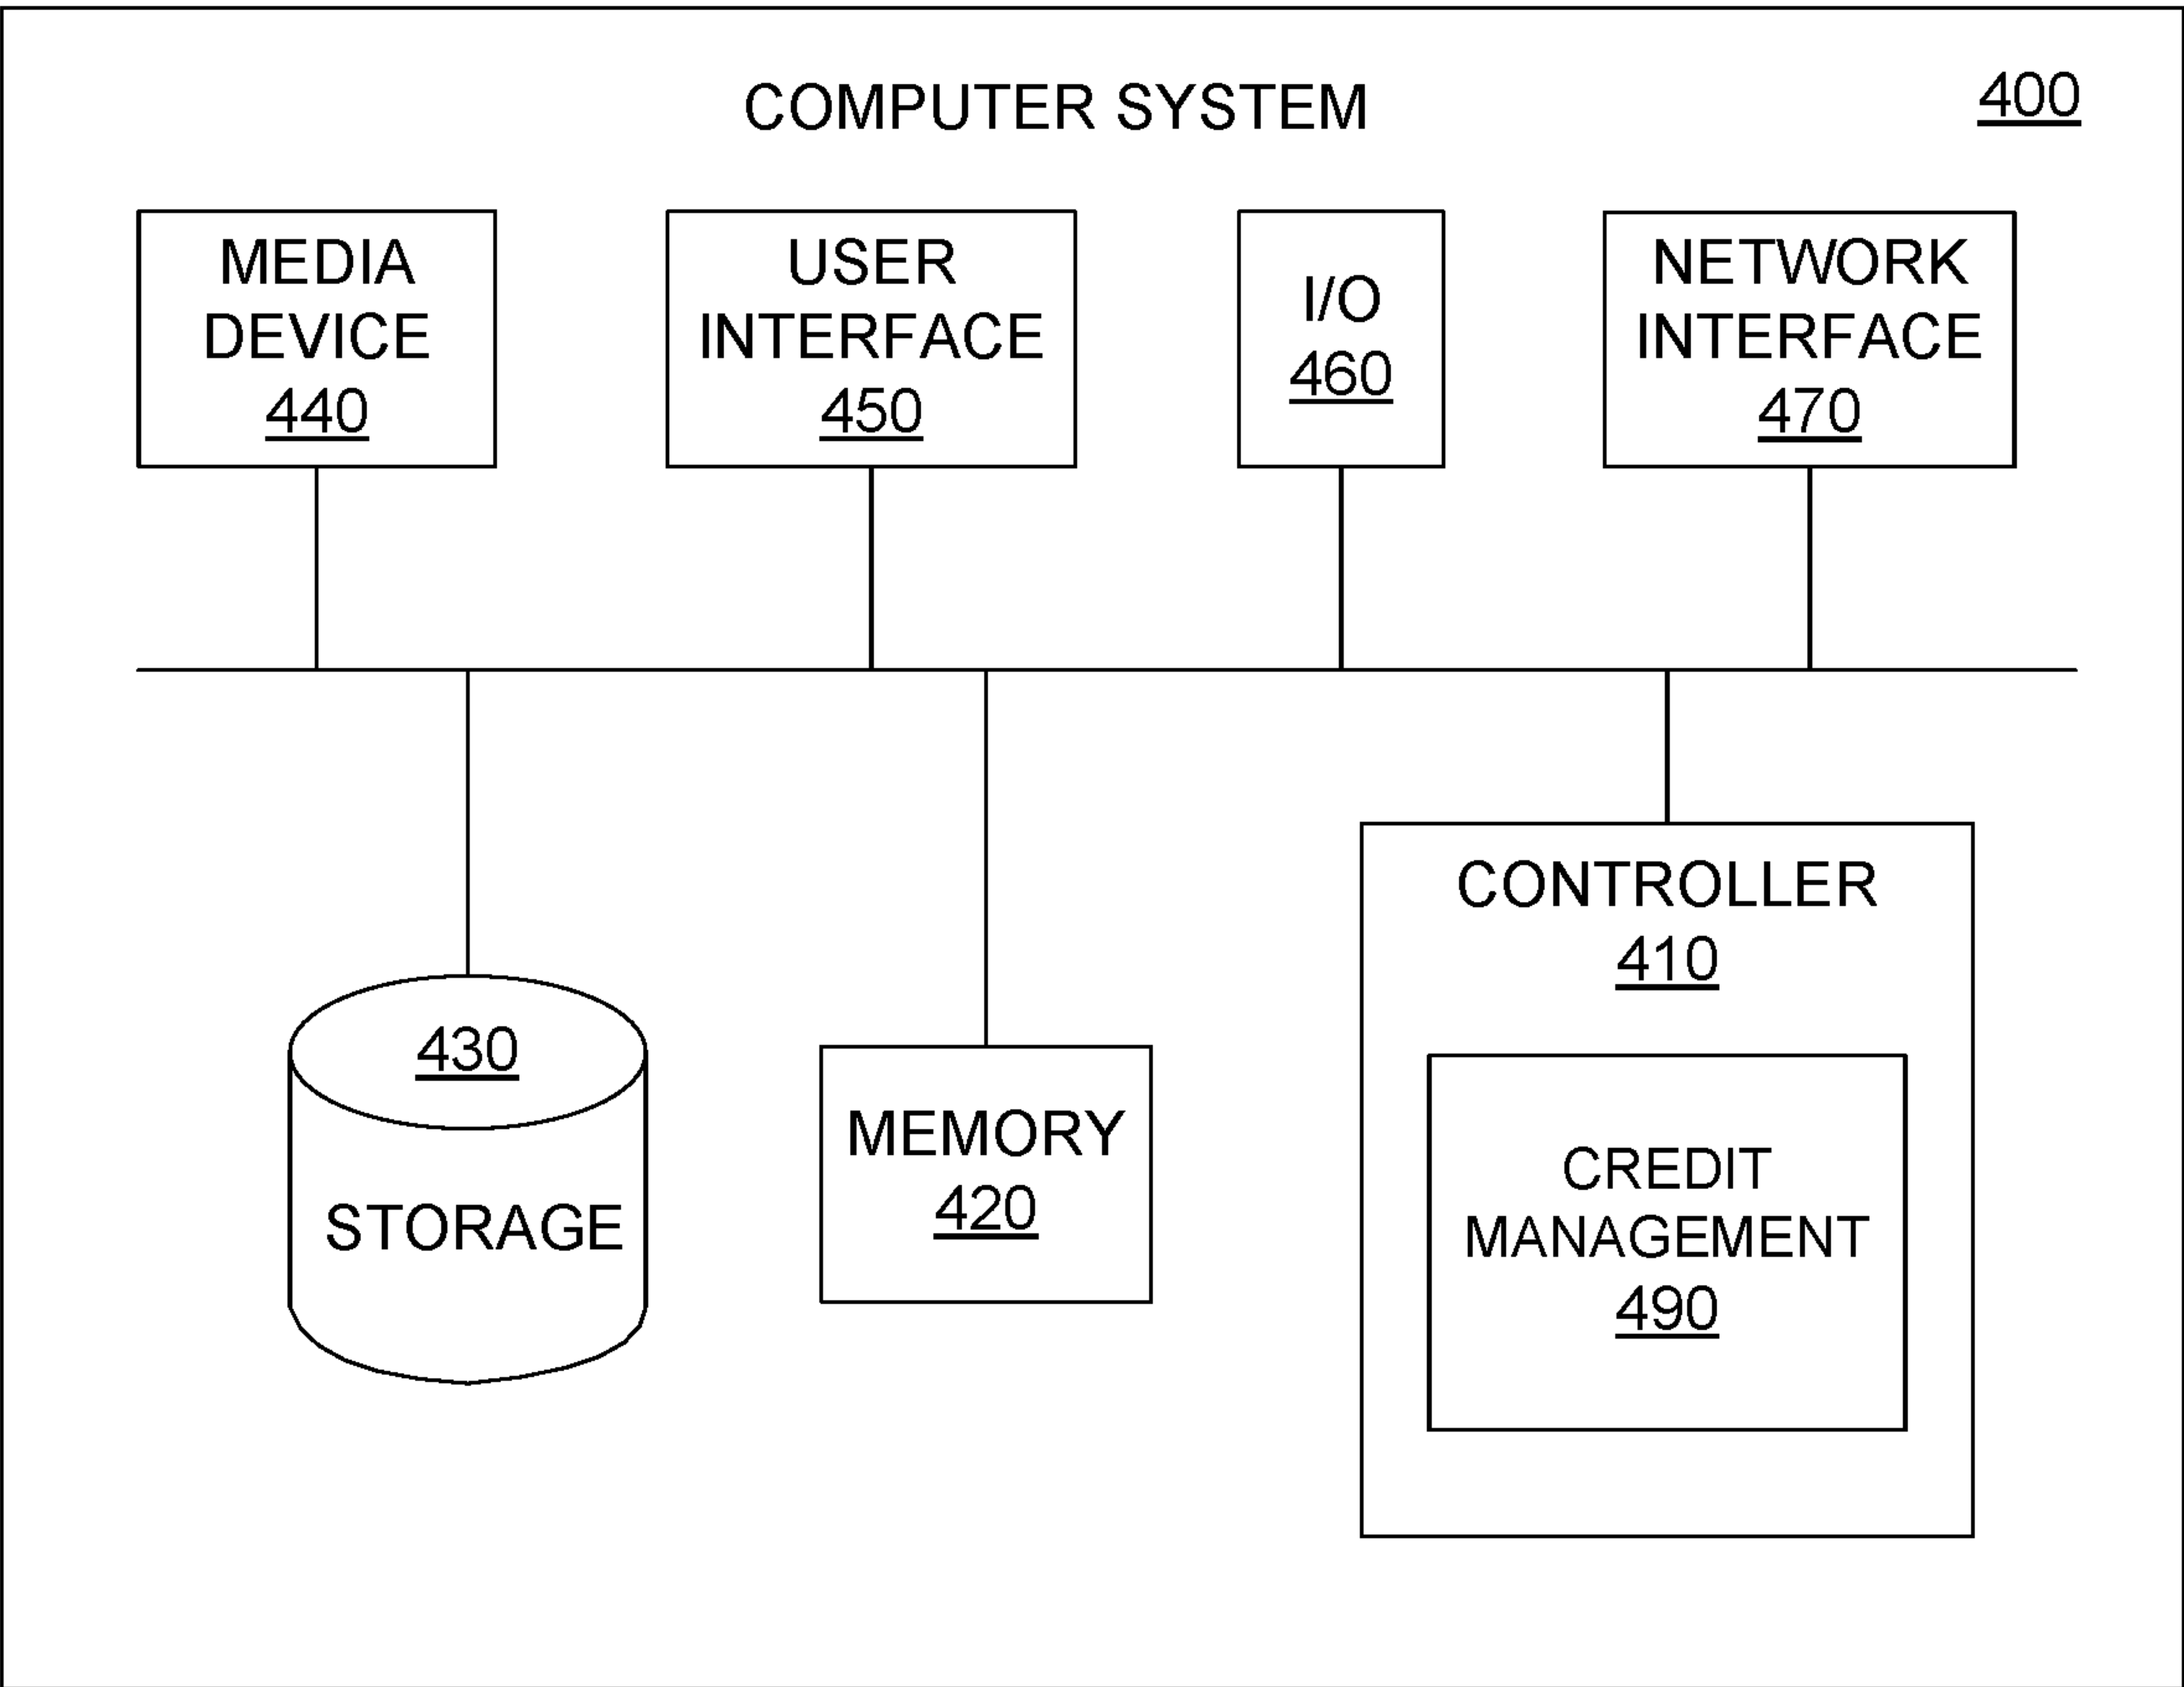 COMPUTER SYSTEM
400
MEDIA
DEVICE
440
USER
INTERFACE
450
I/O
460
NETWORK
INTERFACE
470
430
STORAGE
MEMORY
420
CONTROLLER
410
CREDIT
MANAGEMENT
490